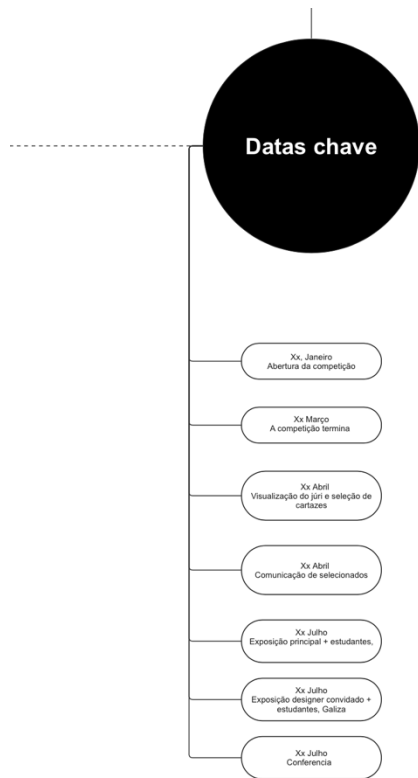 Datas chave
Xx, Janeiro
Abertura da competição
Xx Março
A competição termina
Xx Abril
Visualização do júri e seleção de
cartazes
Xx Abril
Comunicação de selecionados
Xx Julho
Exposição principal + estudantes,
Xx Julho
Exposição designer convidado +
estudantes, Galiza
Xx Julho
Conferencia